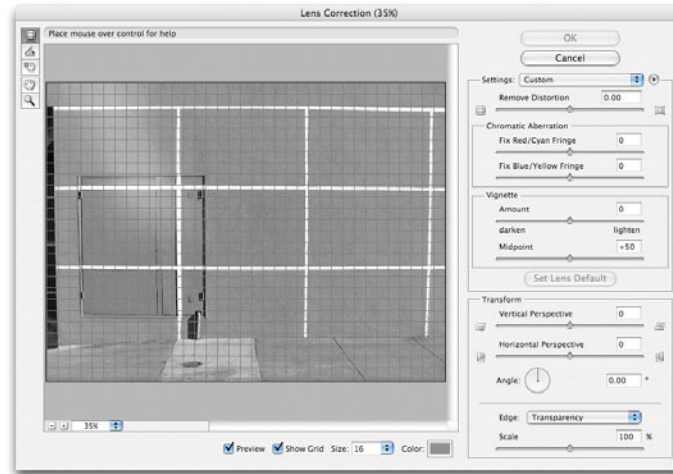 Lens Correction (35%)
Place mouse over control for help
OK
Cancel
Settings: Custom
Remove Distortion 0.00
Chromatic Aberration
Fix Red/Cyan Fringe 0
Fix Blue/Yellow Fringe 0
Vignette
Amount 0
darken lighten
Midpoint +50
Set Lens Default
Transform
Vertical Perspective 0
Horizontal Perspective 0
Angle: 0.00 °
Edge: Transparency
Scale 100 %
35%
Preview Show Grid Size: 16 Color: